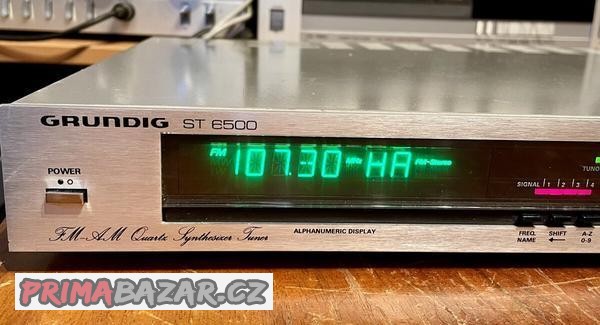 GRUNDIG ST 6500
FM 107.30 MHz HA FM-Stereo
POWER
SIGNAL 1 2 3 4
FM-AM Quartz Synthesizer Tuner
ALPHANUMERIC DISPLAY
FREQ. NAME
SHIFT ←
A-Z 0-9
PRIMABAZAR.CZ